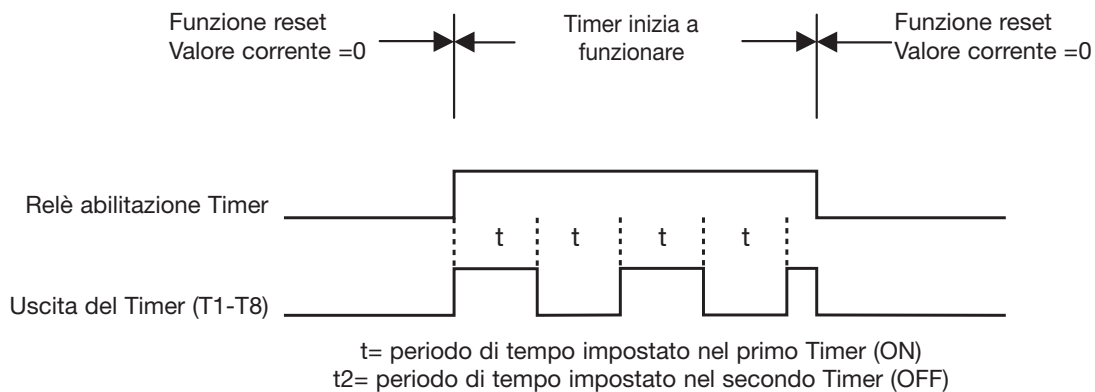 Funzione reset
Valore corrente =0
Timer inizia a
funzionare
Funzione reset
Valore corrente =0
Relè abilitazione Timer
t t t t
Uscita del Timer (T1-T8)
t= periodo di tempo impostato nel primo Timer (ON)
t2= periodo di tempo impostato nel secondo Timer (OFF)